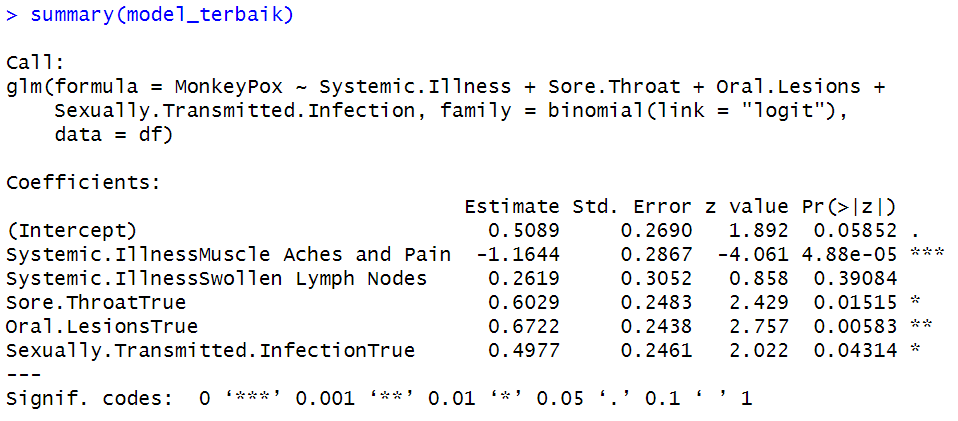 > summary(model_terbaik)
Call:
glm(formula = MonkeyPox ~ Systemic.Illness + Sore.Throat + Oral.Lesions +
    Sexually.Transmitted.Infection, family = binomial(link = "logit"),
    data = df)
Coefficients:
                                      Estimate Std. Error z value Pr(>|z|)
(Intercept)                             0.5089     0.2690   1.892  0.05852 .
Systemic.IllnessMuscle Aches and Pain  -1.1644     0.2867  -4.061 4.88e-05 ***
Systemic.IllnessSwollen Lymph Nodes     0.2619     0.3052   0.858  0.39084
Sore.ThroatTrue                         0.6029     0.2483   2.429  0.01515 *
Oral.LesionsTrue                        0.6722     0.2438   2.757  0.00583 **
Sexually.Transmitted.InfectionTrue      0.4977     0.2461   2.022  0.04314 *
---
Signif. codes:  0 ‘***’ 0.001 ‘**’ 0.01 ‘*’ 0.05 ‘.’ 0.1 ‘ ’ 1